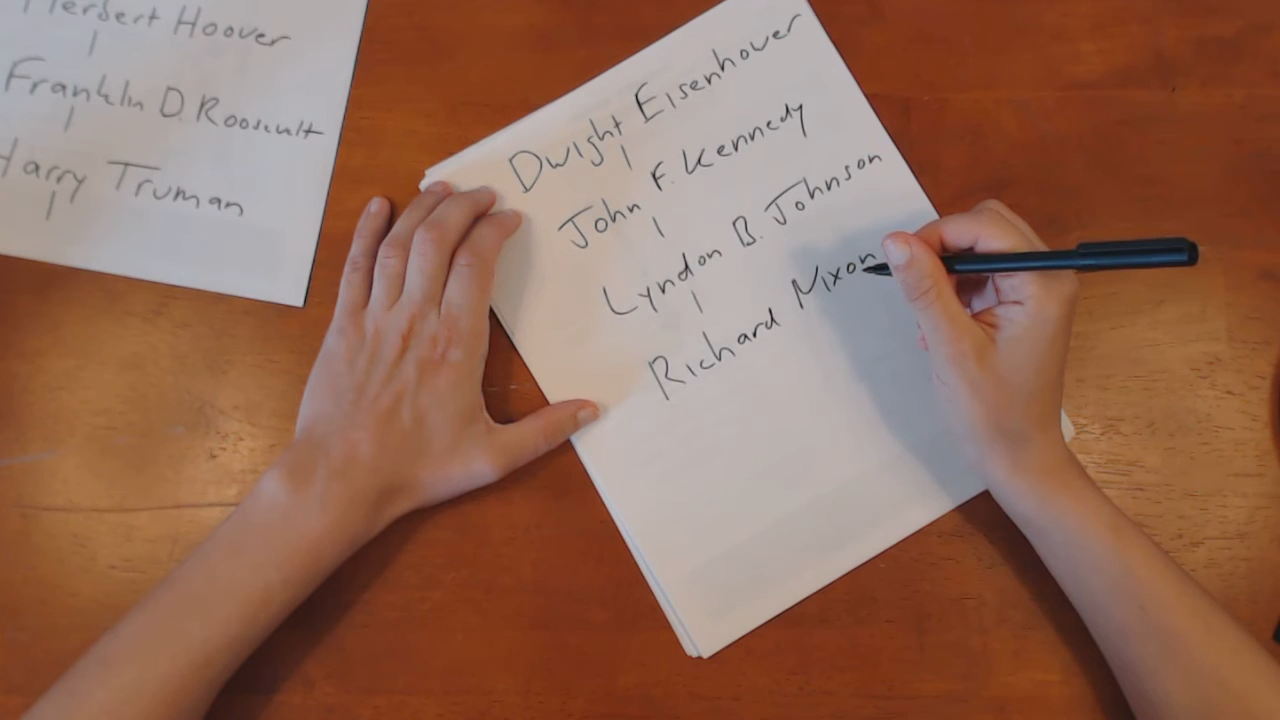 Herbert Hoover
Franklin D. Roosevelt
Harry Truman
Dwight Eisenhower
John F. Kennedy
Lyndon B. Johnson
Richard Nixon